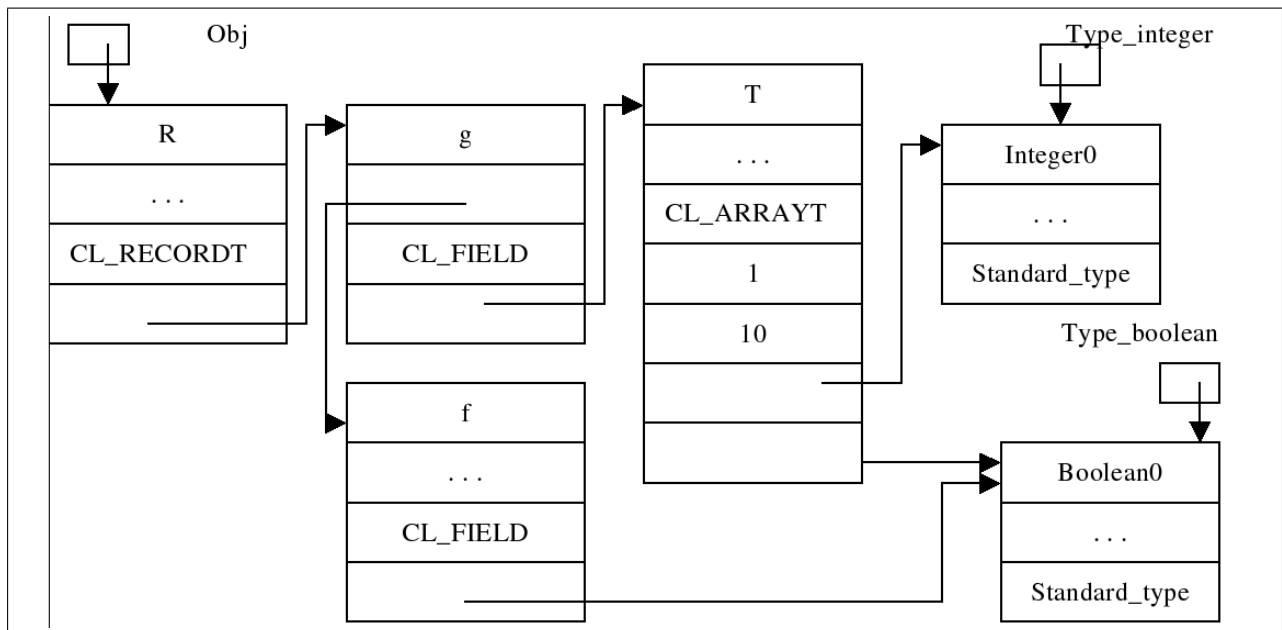 Obj
Type_integer
R
. . .
CL_RECORDT
g
CL_FIELD
T
. . .
CL_ARRAYT
1
10
Integer0
. . .
Standard_type
f
. . .
CL_FIELD
Type_boolean
Boolean0
. . .
Standard_type